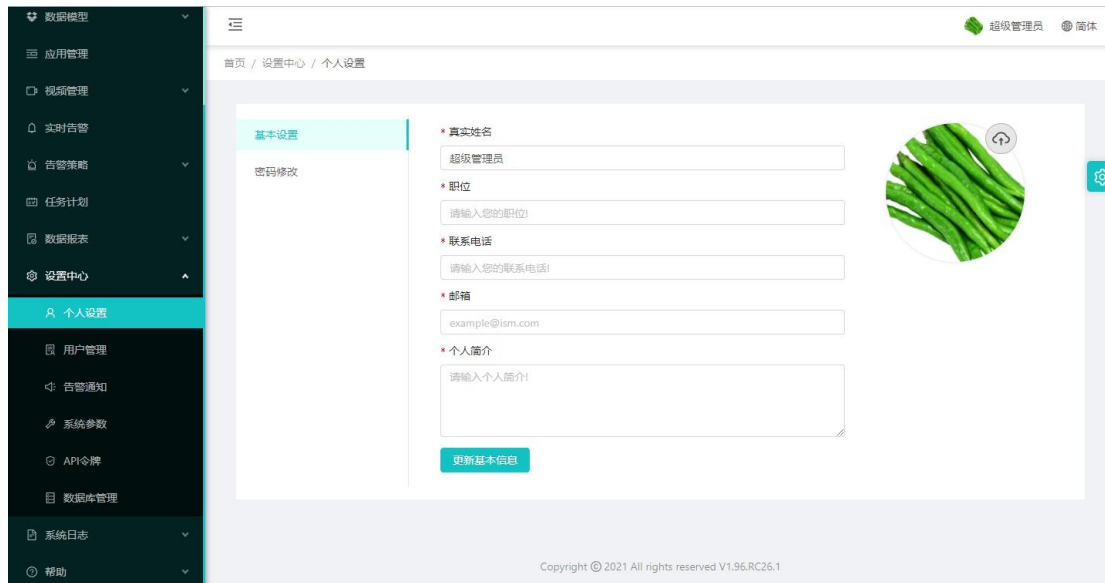 数据模型
应用管理
视频管理
实时告警
告警策略
任务计划
数据报表
设置中心
个人设置
用户管理
告警通知
系统参数
API令牌
数据库管理
系统日志
帮助
超级管理员 简体
首页 / 设置中心 / 个人设置
基本设置
密码修改
* 真实姓名
超级管理员
* 职位
请输入您的职位!
* 联系电话
请输入您的联系电话!
* 邮箱
example@ism.com
* 个人简介
请输入个人简介!
更新基本信息
Copyright © 2021 All rights reserved V1.96.RC26.1